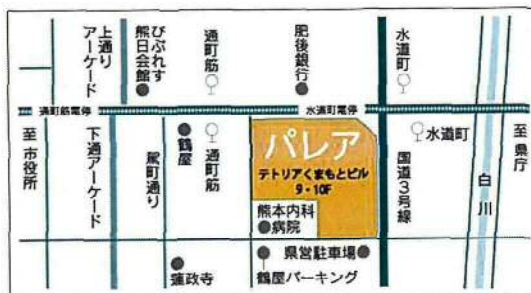 上通り
アーケード
びぷれす
熊日会館
通町筋
肥後銀行
水道町
通町筋電停
水道町電停
至市役所
下通アーケード
駕町通り
鶴屋
通町筋
パレア
テトリアくまもとビル
9・10F
熊本内科
病院
国道3号線
水道町
白川
至県庁
蓮政寺
県営駐車場
鶴屋パーキング